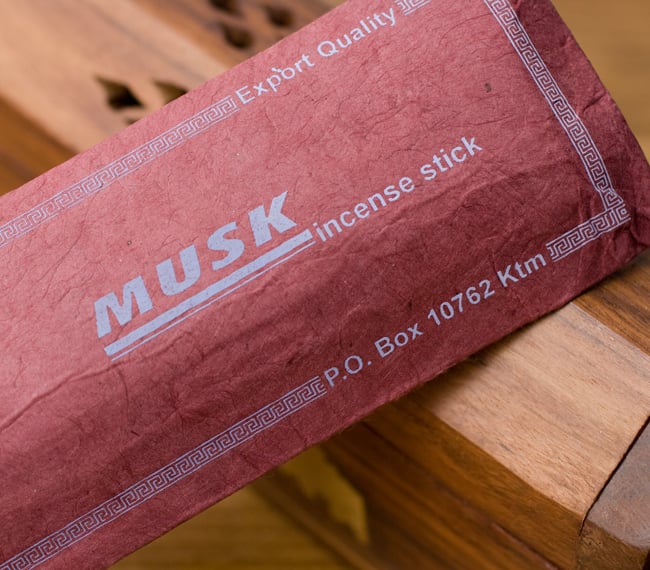 Export Quality
MUSK incense stick
P.O. Box 10762 Ktm